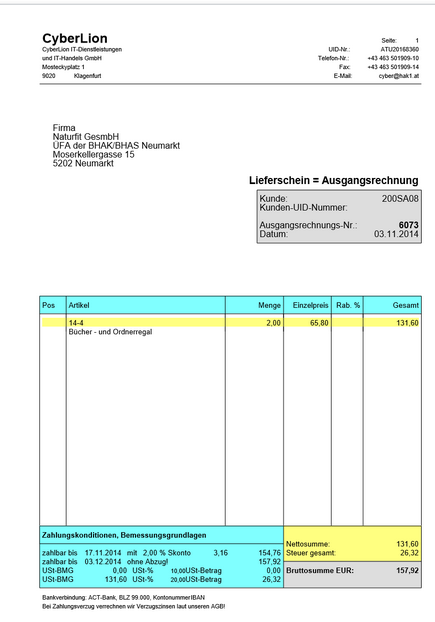 CyberLion
CyberLion IT-Dienstleistungen
und IT-Handels GmbH
Mosteckyplatz 1
9020 Klagenfurt
Seite: 1
UID-Nr.: ATU20168360
Telefon-Nr.: +43 463 501909-10
Fax: +43 463 501909-14
E-Mail: cyber@hak1.at
Firma
Naturfit GesmbH
ÜFA der BHAK/BHAS Neumarkt
Moserkellergasse 15
5202 Neumarkt
Lieferschein = Ausgangsrechnung
Kunde: 200SA08
Kunden-UID-Nummer:
Ausgangsrechnungs-Nr.: 6073
Datum: 03.11.2014
Pos Artikel Menge Einzelpreis Rab. % Gesamt
14-4 2,00 65,80 131,60
Bücher - und Ordnerregal
Zahlungskonditionen, Bemessungsgrundlagen
zahlbar bis 17.11.2014 mit 2,00 % Skonto 3,16 154,76
zahlbar bis 03.12.2014 ohne Abzug! 157,92
USt-BMG 0,00 USt-% 10,00USt-Betrag 0,00
USt-BMG 131,60 USt-% 20,00USt-Betrag 26,32
Nettosumme: 131,60
Steuer gesamt: 26,32
Bruttosumme EUR: 157,92
Bankverbindung: ACT-Bank, BLZ 99.000, KontonummerIBAN
Bei Zahlungsverzug verrechnen wir Verzugszinsen laut unseren AGB!